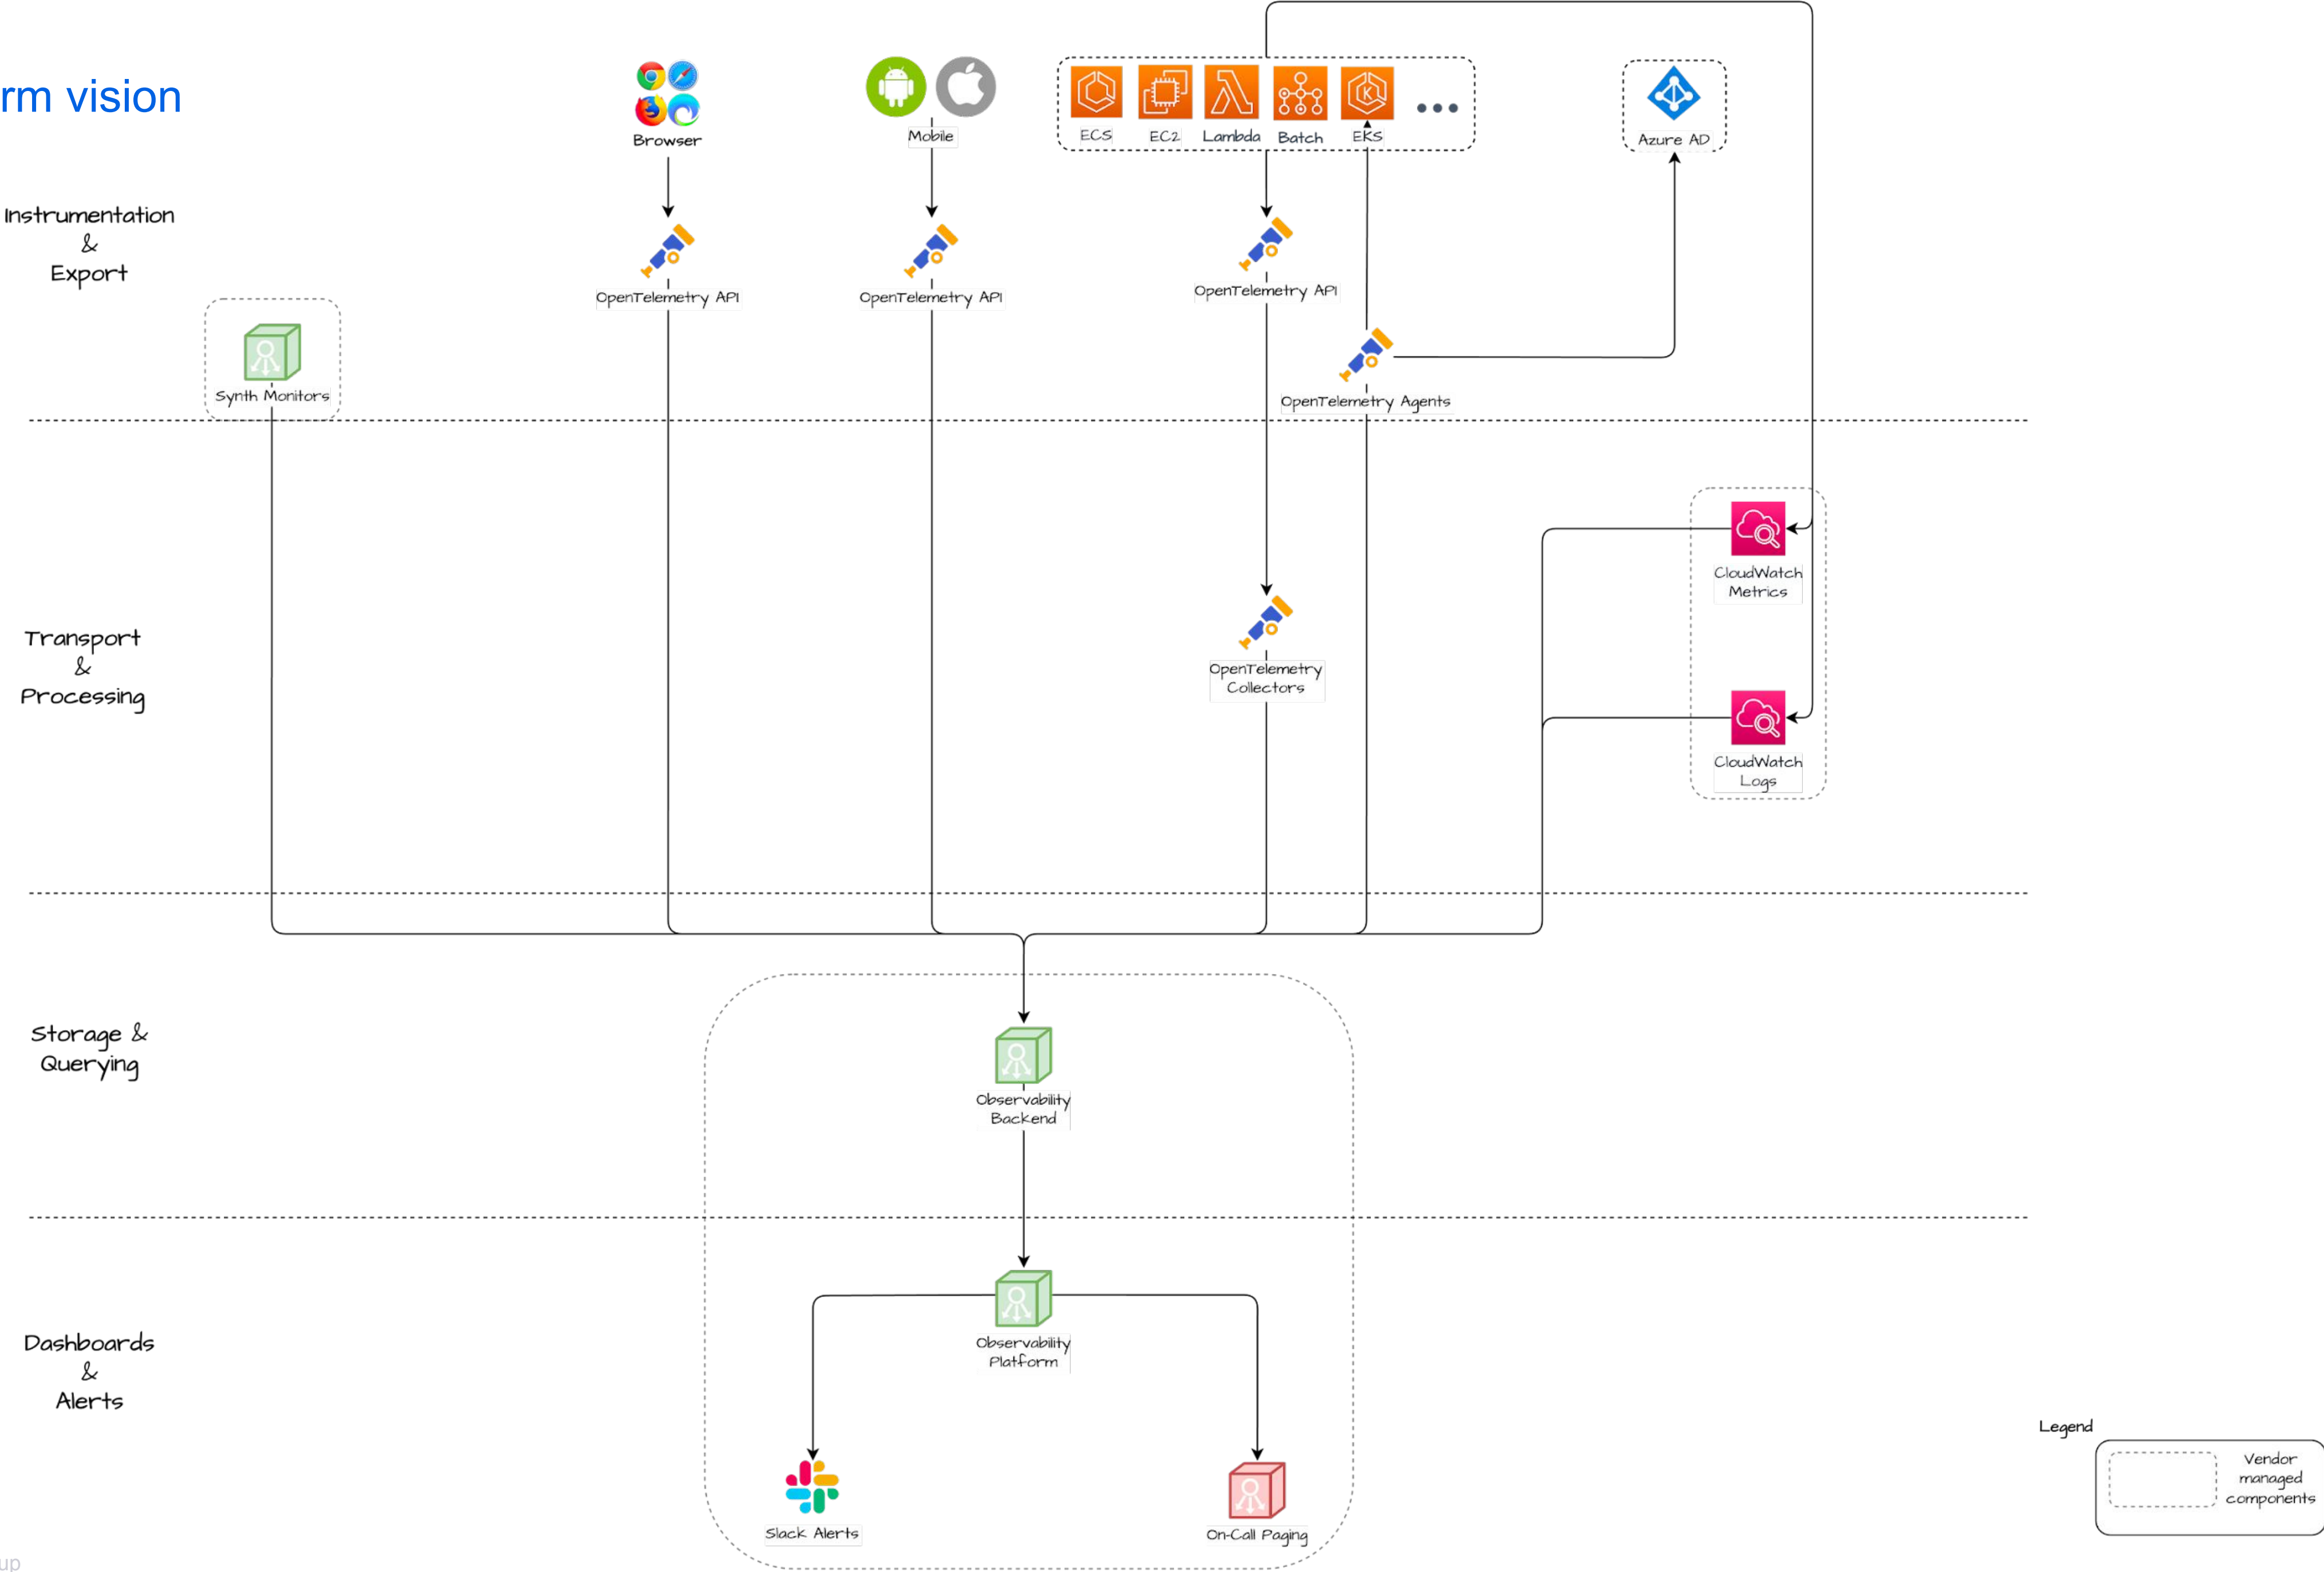 rm vision
Browser
Mobile
ECS
EC2
Lambda
Batch
EKS
Azure AD
Instrumentation
&
Export
OpenTelemetry API
OpenTelemetry API
OpenTelemetry API
Synth Monitors
OpenTelemetry Agents
CloudWatch
Metrics
Transport
&
Processing
OpenTelemetry
Collectors
CloudWatch
Logs
Storage &
Querying
Observability
Backend
Dashboards
&
Alerts
Observability
Platform
Slack Alerts
On-Call Paging
Legend
Vendor
managed
components
up